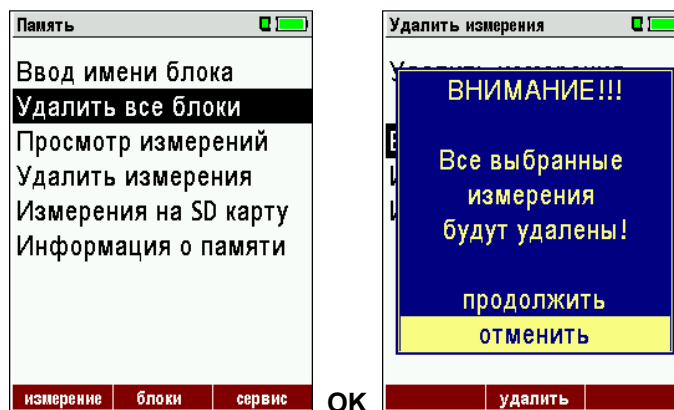 Память
Ввод имени блока
Удалить все блоки
Просмотр измерений
Удалить измерения
Измерения на SD карту
Информация о памяти
измерение блоки сервис
OK
Удалить измерения
ВНИМАНИЕ!!!
Все выбранные
измерения
будут удалены!
продолжить
отменить
удалить